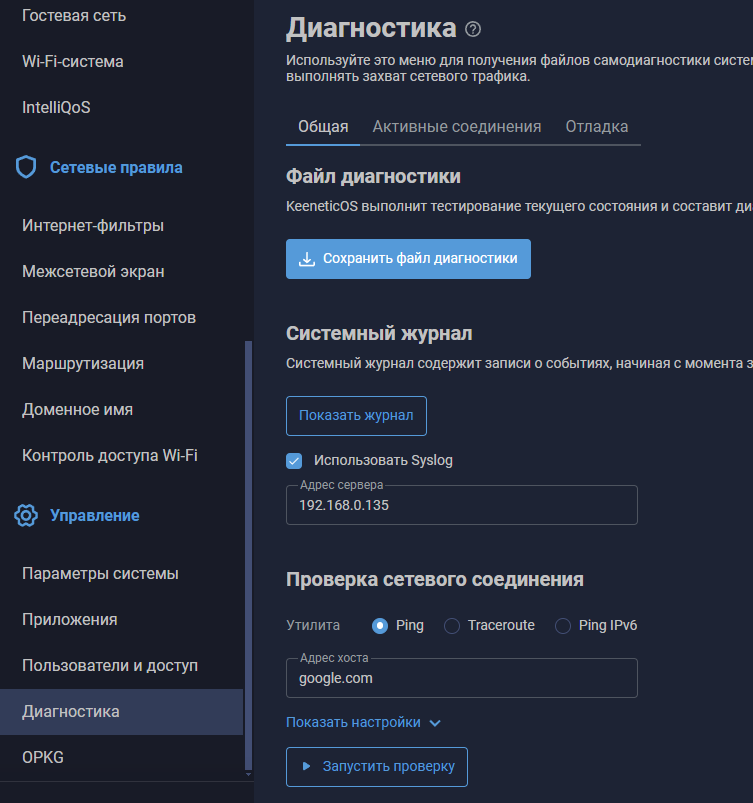 Гостевая сеть
Wi-Fi-система
IntelliQoS
Сетевые правила
Интернет-фильтры
Межсетевой экран
Переадресация портов
Маршрутизация
Доменное имя
Контроль доступа Wi-Fi
Управление
Параметры системы
Приложения
Пользователи и доступ
Диагностика
OPKG
Диагностика
Используйте это меню для получения файлов самодиагностики систе
выполнять захват сетевого трафика.
Общая Активные соединения Отладка
Файл диагностики
KeeneticOS выполнит тестирование текущего состояния и составит ди
Сохранить файл диагностики
Системный журнал
Системный журнал содержит записи о событиях, начиная с момента з
Показать журнал
Использовать Syslog
Адрес сервера
192.168.0.135
Проверка сетевого соединения
Утилита Ping Traceroute Ping IPv6
Адрес хоста
google.com
Показать настройки
Запустить проверку